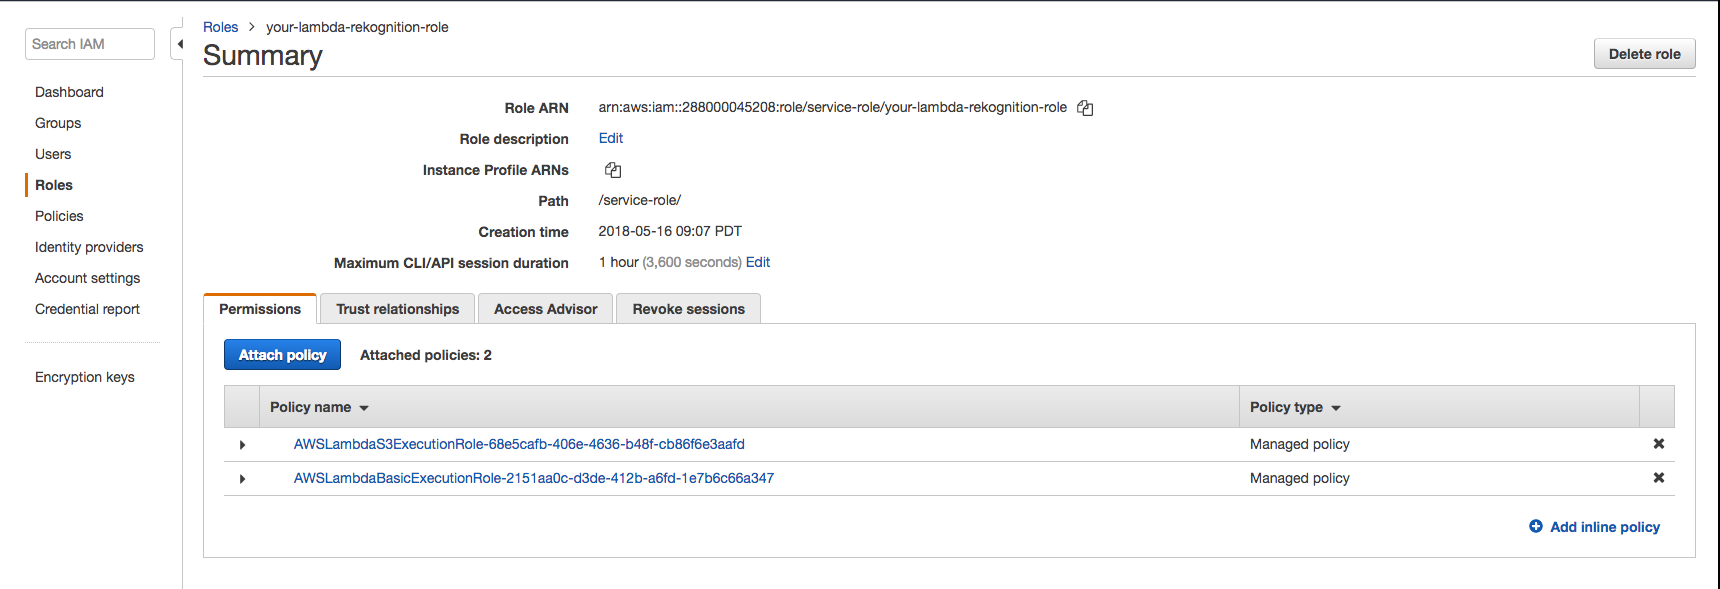 Search IAM
Dashboard
Groups
Users
Roles
Policies
Identity providers
Account settings
Credential report
Encryption keys
Roles > your-lambda-rekognition-role
Summary
Delete role
Role ARN arn:aws:iam::288000045208:role/service-role/your-lambda-rekognition-role
Role description Edit
Instance Profile ARNs
Path /service-role/
Creation time 2018-05-16 09:07 PDT
Maximum CLI/API session duration 1 hour (3,600 seconds) Edit
Permissions Trust relationships Access Advisor Revoke sessions
Attach policy Attached policies: 2
Policy name Policy type
AWSLambdaS3ExecutionRole-68e5cafb-406e-4636-b48f-cb86f6e3aafd Managed policy
AWSLambdaBasicExecutionRole-2151aa0c-d3de-412b-a6fd-1e7b6c66a347 Managed policy
Add inline policy